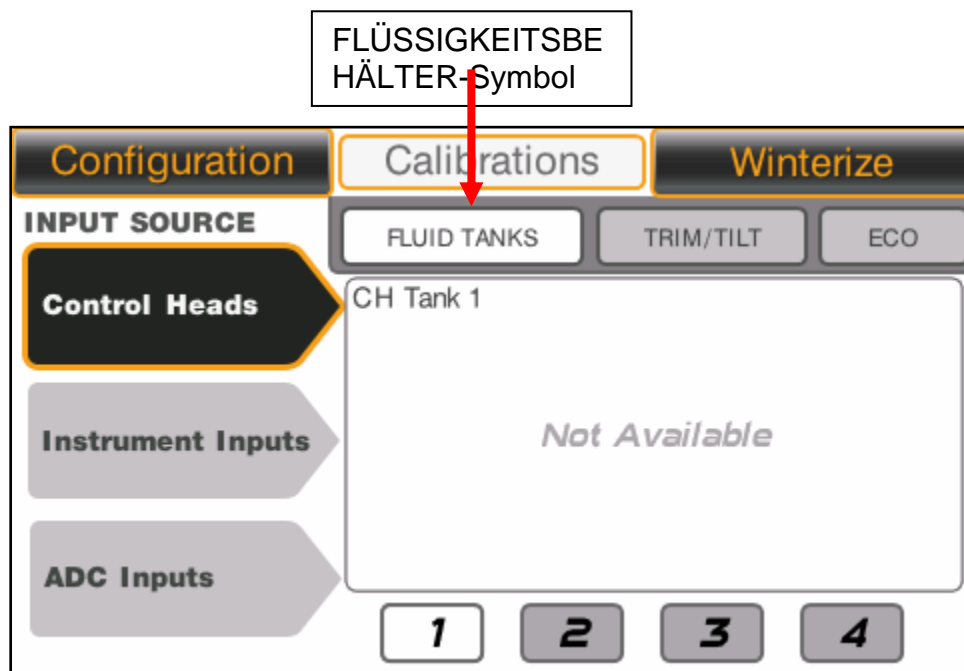 FLÜSSIGKEITSBE
HÄLTER-Symbol
Configuration Calibrations Winterize
INPUT SOURCE
FLUID TANKS TRIM/TILT ECO
Control Heads
CH Tank 1
Instrument Inputs
Not Available
ADC Inputs
1 2 3 4